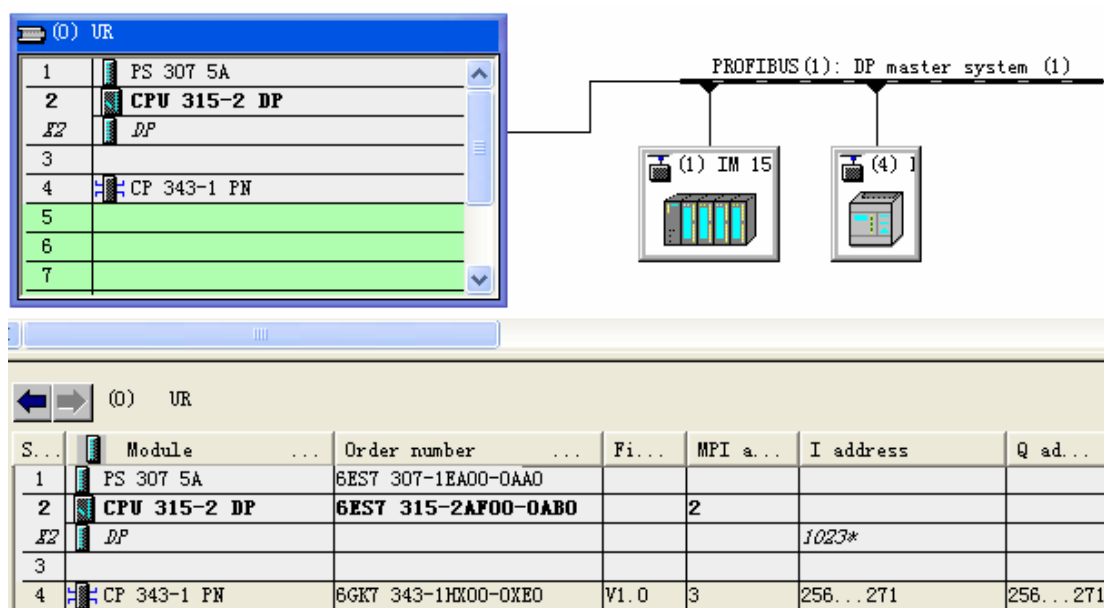 (0) UR
1 PS 307 5A
2 CPU 315-2 DP
X2 DP
3
4 CP 343-1 PN
5
6
7
PROFIBUS(1): DP master system (1)
(1) IM 15
(4)
(0) UR
S... Module ... Order number ... Fi... MPI a... I address Q ad...
1 PS 307 5A 6ES7 307-1EA00-0AA0
2 CPU 315-2 DP 6ES7 315-2AF00-0AB0 2
X2 DP 1023*
3
4 CP 343-1 PN 6GK7 343-1HX00-0XE0 V1.0 3 256...271 256...271